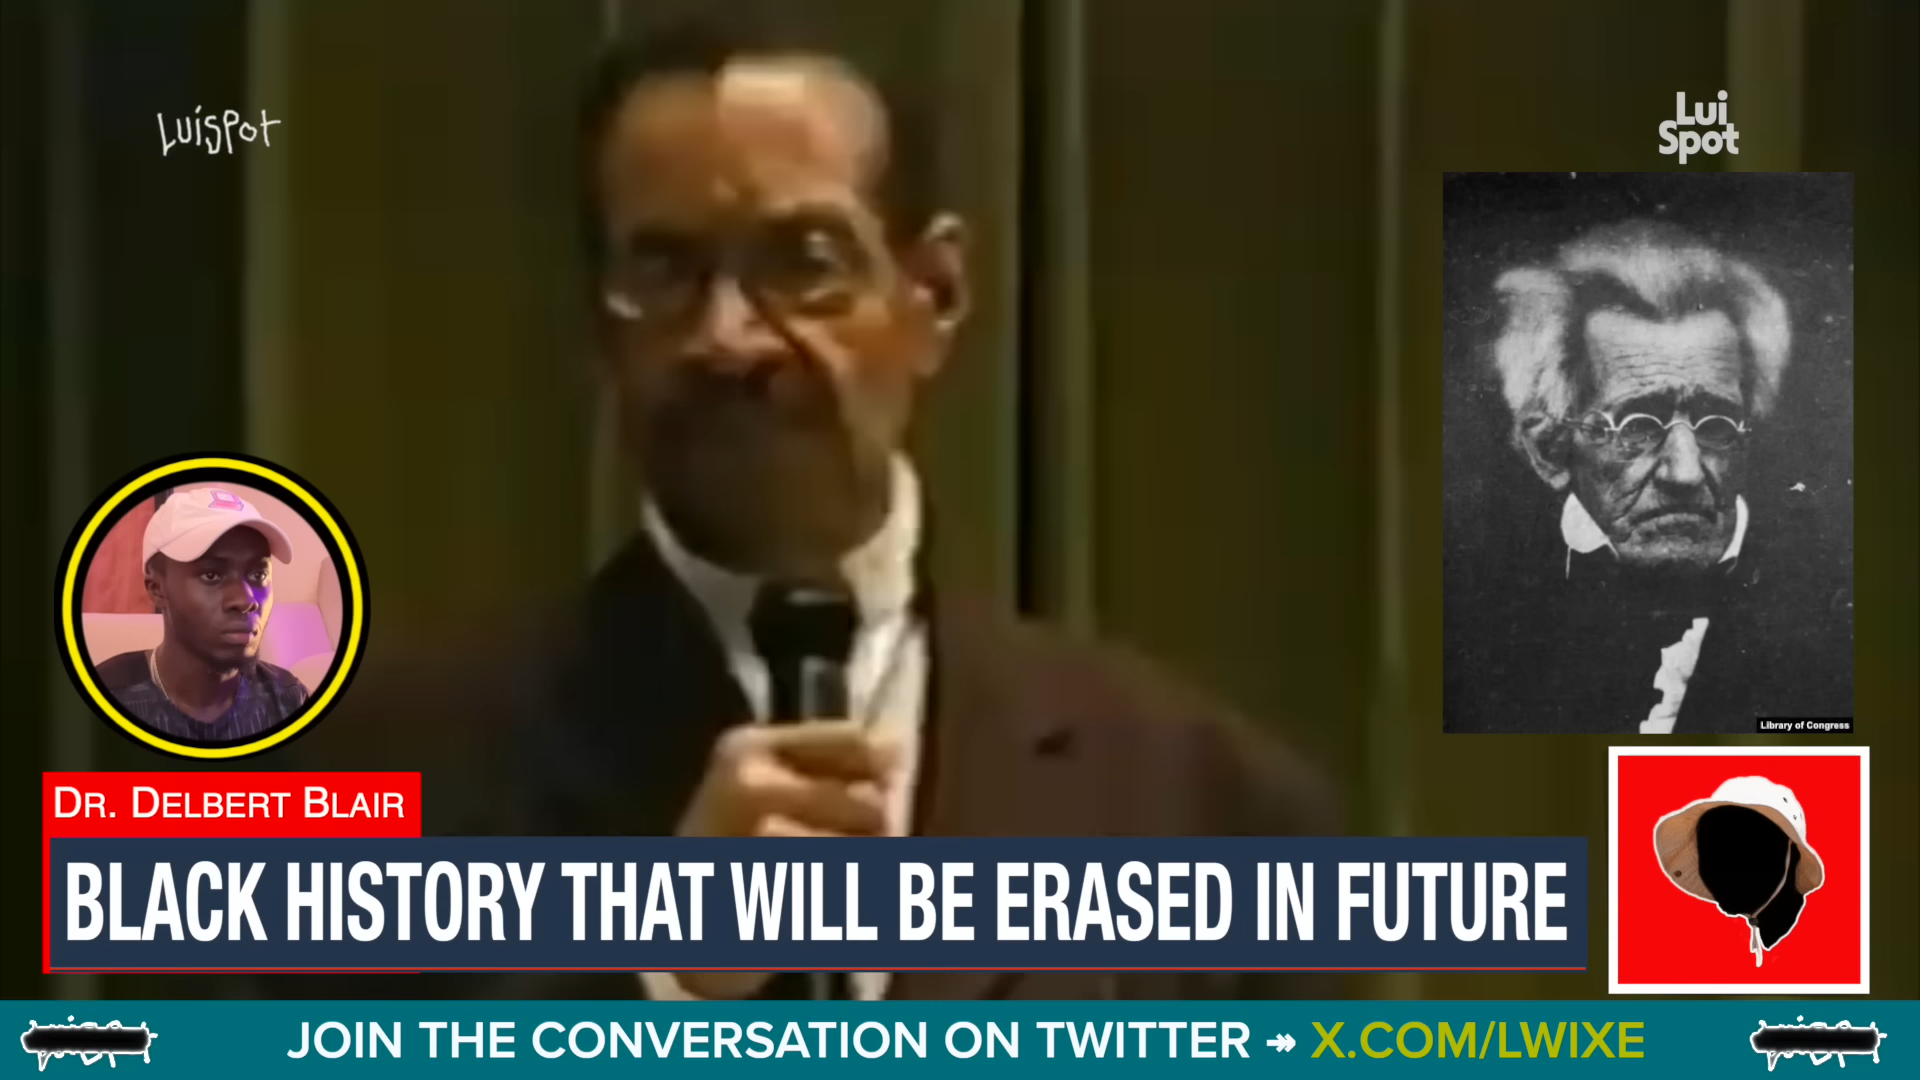 LuisPot
Lui
Spot
Library of Congress
DR. DELBERT BLAIR
BLACK HISTORY THAT WILL BE ERASED IN FUTURE
JOIN THE CONVERSATION ON TWITTER ↠ X.COM/LWIXE